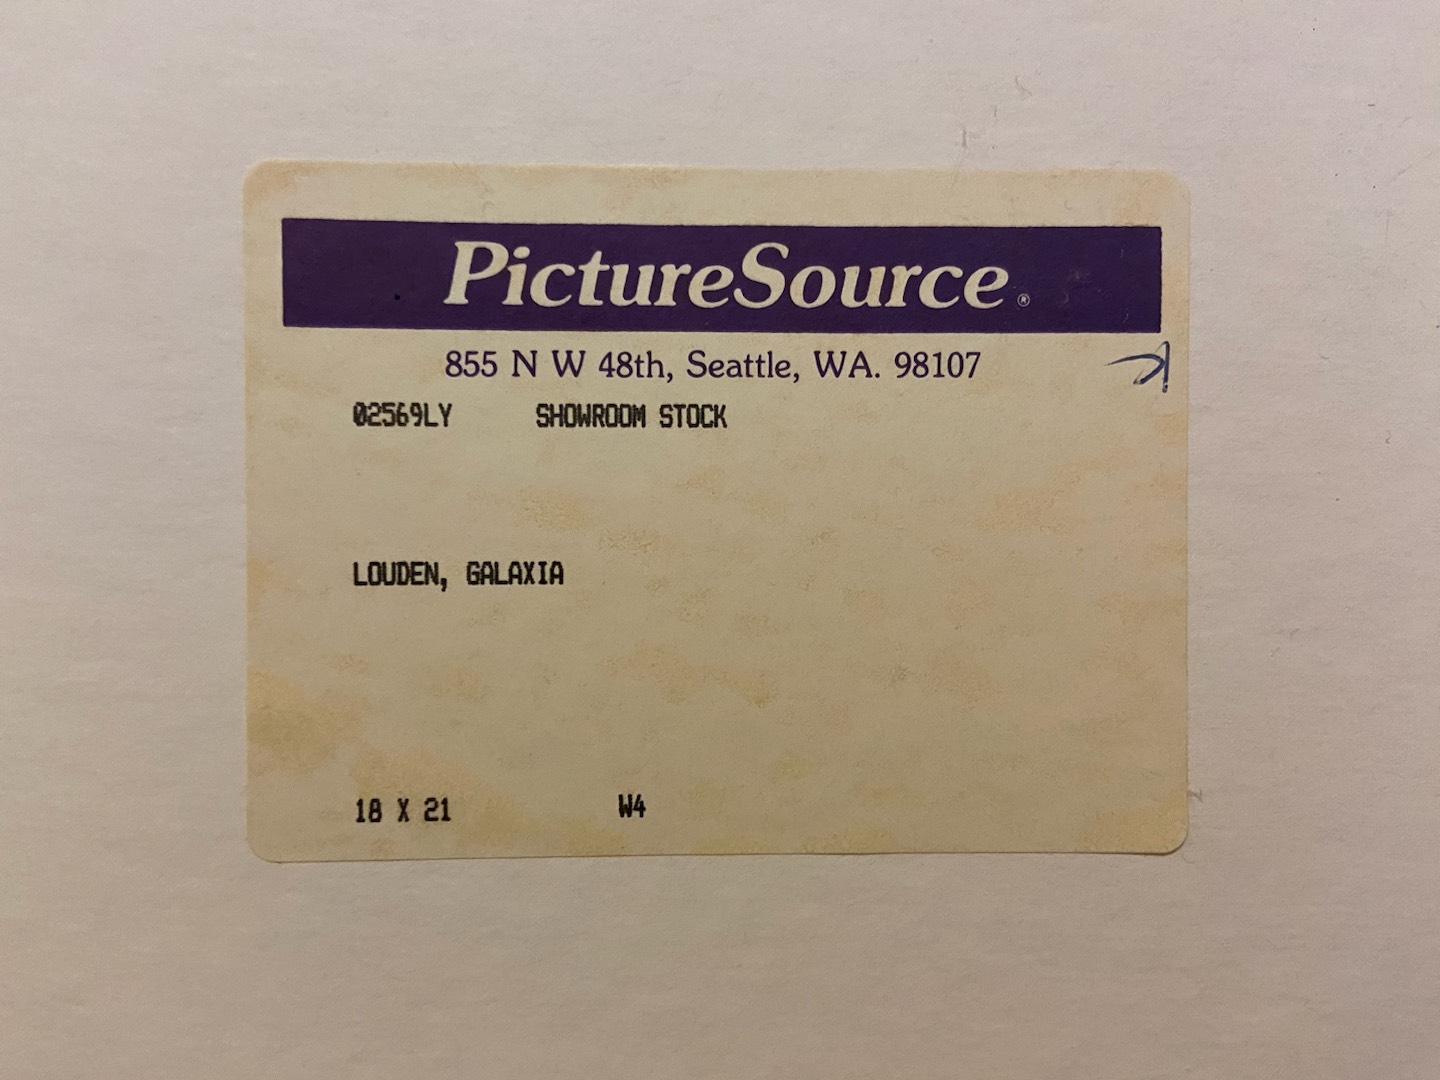 PictureSource®
855 N W 48th, Seattle, WA. 98107
02569LY SHOWROOM STOCK
LOUDEN, GALAXIA
18 X 21 W4